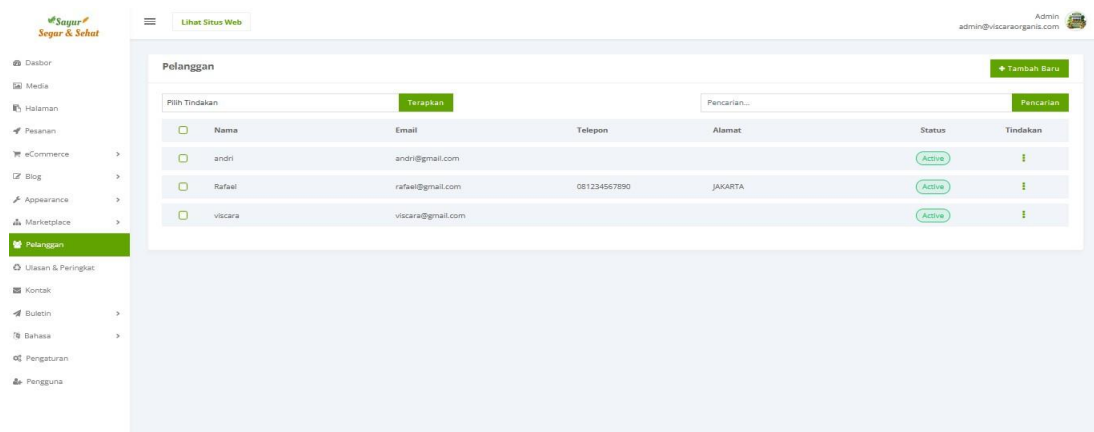 Sayur
Segar & Sehat
Lihat Situs Web
Admin
admin@viscaraorganis.com
Dasbor
Media
Halaman
Pesanan
eCommerce
Blog
Appearance
Marketplace
Pelanggan
Ulasan & Peringkat
Kontak
Buletin
Bahasa
Pengaturan
Pengguna
Pelanggan
Tambah Baru
Pilih Tindakan Terapkan Pencarian... Pencarian
Nama Email Telepon Alamat Status Tindakan
andri andri@gmail.com Active
Rafael rafael@gmail.com 081234567890 JAKARTA Active
viscara viscara@gmail.com Active